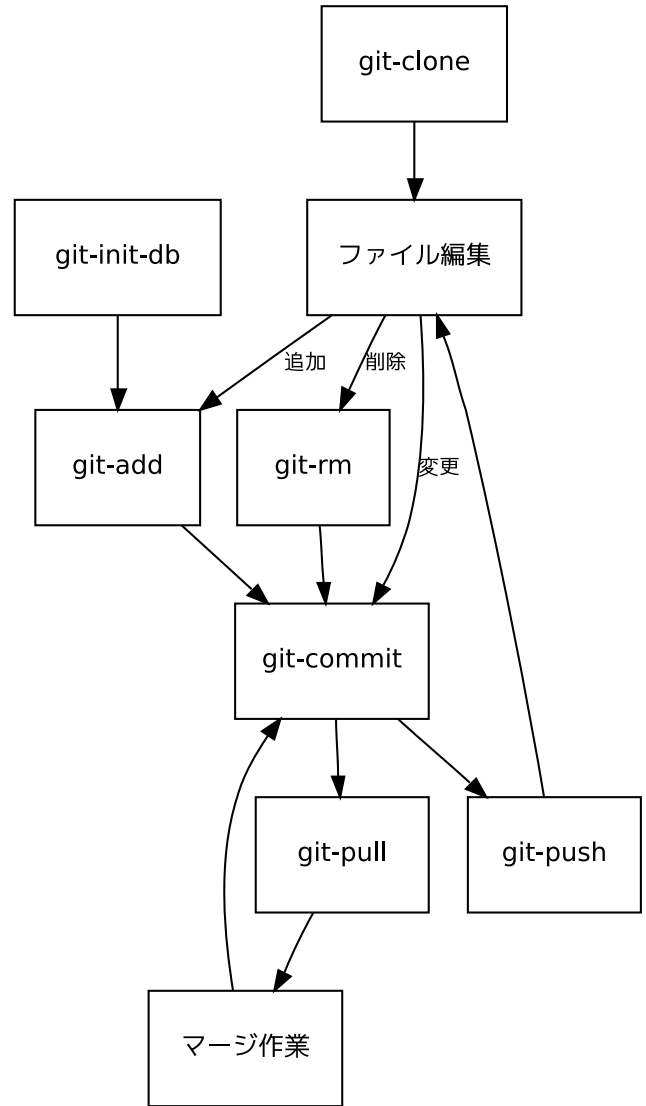 git-clone
git-init-db
ファイル編集
追加
削除
git-add
git-rm
変更
git-commit
git-pull
git-push
マージ作業